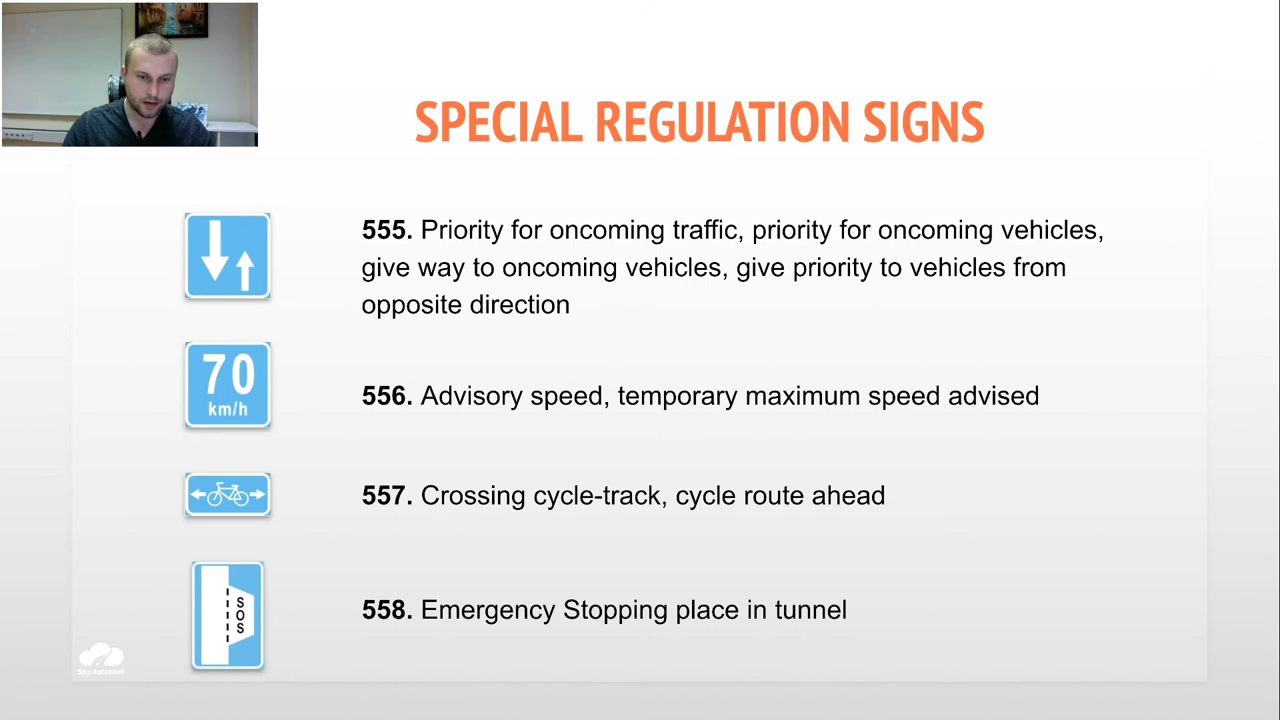 SPECIAL REGULATION SIGNS
555. Priority for oncoming traffic, priority for oncoming vehicles,
give way to oncoming vehicles, give priority to vehicles from
opposite direction
70
km/h
556. Advisory speed, temporary maximum speed advised
557. Crossing cycle-track, cycle route ahead
SOS
558. Emergency Stopping place in tunnel
Sky Autokool